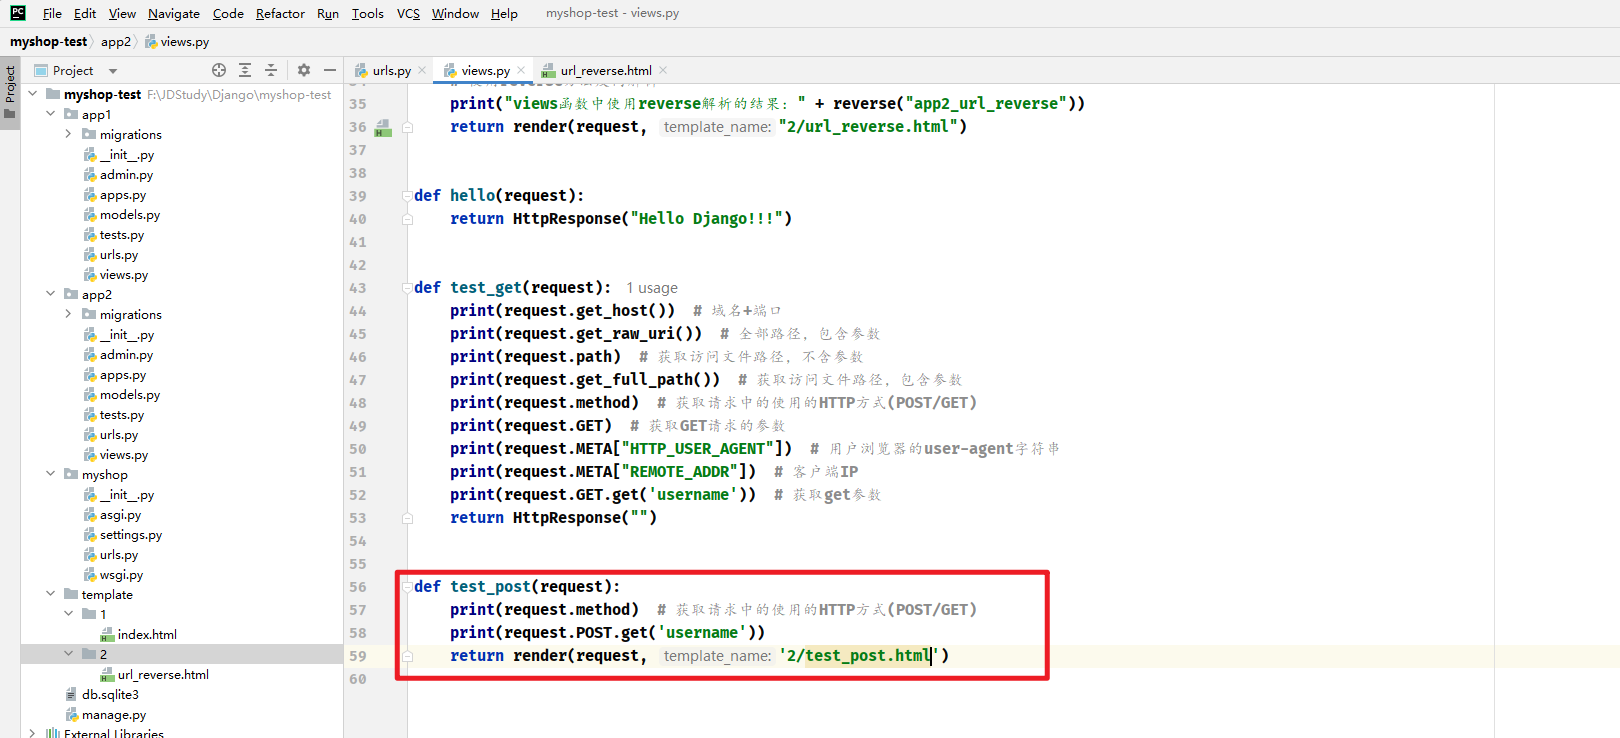 PC File Edit View Navigate Code Refactor Run Tools VCS Window Help myshop-test - views.py
myshop-test app2 views.py
Project
Project
urls.py views.py url_reverse.html
myshop-test F:\JDStudy\Django\myshop-test
app1
migrations
__init__.py
admin.py
apps.py
models.py
tests.py
urls.py
views.py
app2
migrations
__init__.py
admin.py
apps.py
models.py
tests.py
urls.py
views.py
myshop
__init__.py
asgi.py
settings.py
urls.py
wsgi.py
template
1
index.html
2
url_reverse.html
db.sqlite3
manage.py
External Libraries
35 print("views函数中使用reverse解析的结果：" + reverse("app2_url_reverse"))
36 return render(request, template_name: "2/url_reverse.html")
37
38
39 def hello(request):
40 return HttpResponse("Hello Django!!!")
41
42
43 def test_get(request): 1 usage
44 print(request.get_host()) # 域名+端口
45 print(request.get_raw_uri()) # 全部路径，包含参数
46 print(request.path) # 获取访问文件路径，不含参数
47 print(request.get_full_path()) # 获取访问文件路径，包含参数
48 print(request.method) # 获取请求中的使用的HTTP方式(POST/GET)
49 print(request.GET) # 获取GET请求的参数
50 print(request.META["HTTP_USER_AGENT"]) # 用户浏览器的user-agent字符串
51 print(request.META["REMOTE_ADDR"]) # 客户端IP
52 print(request.GET.get('username')) # 获取get参数
53 return HttpResponse("")
54
55
56 def test_post(request):
57 print(request.method) # 获取请求中的使用的HTTP方式(POST/GET)
58 print(request.POST.get('username'))
59 return render(request, template_name: '2/test_post.html')
60